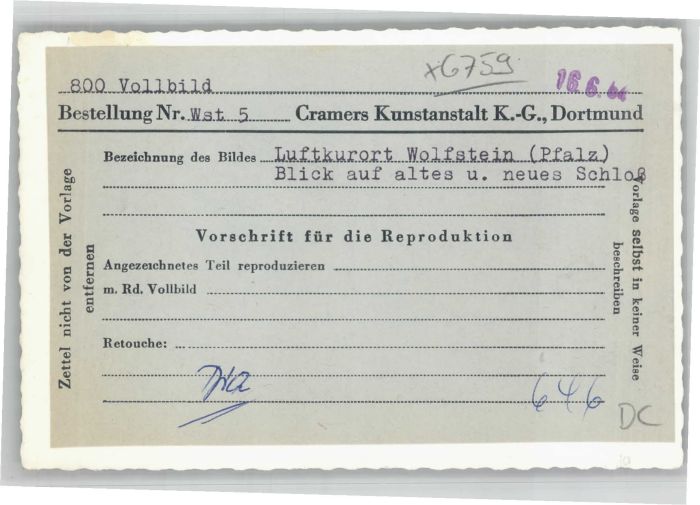 x6759
16.6.64
800 Vollbild
Bestellung Nr. Wst 5 Cramers Kunstanstalt K.-G., Dortmund
Bezeichnung des Bildes Luftkurort Wolfstein (Pfalz)
Blick auf altes u. neues Schloß
Vorschrift für die Reproduktion
Angezeichnetes Teil reproduzieren
m. Rd. Vollbild
Retouche:
646
DC
Zettel nicht von der Vorlage
entfernen
Vorlage selbst in keiner Weise
beschreiben